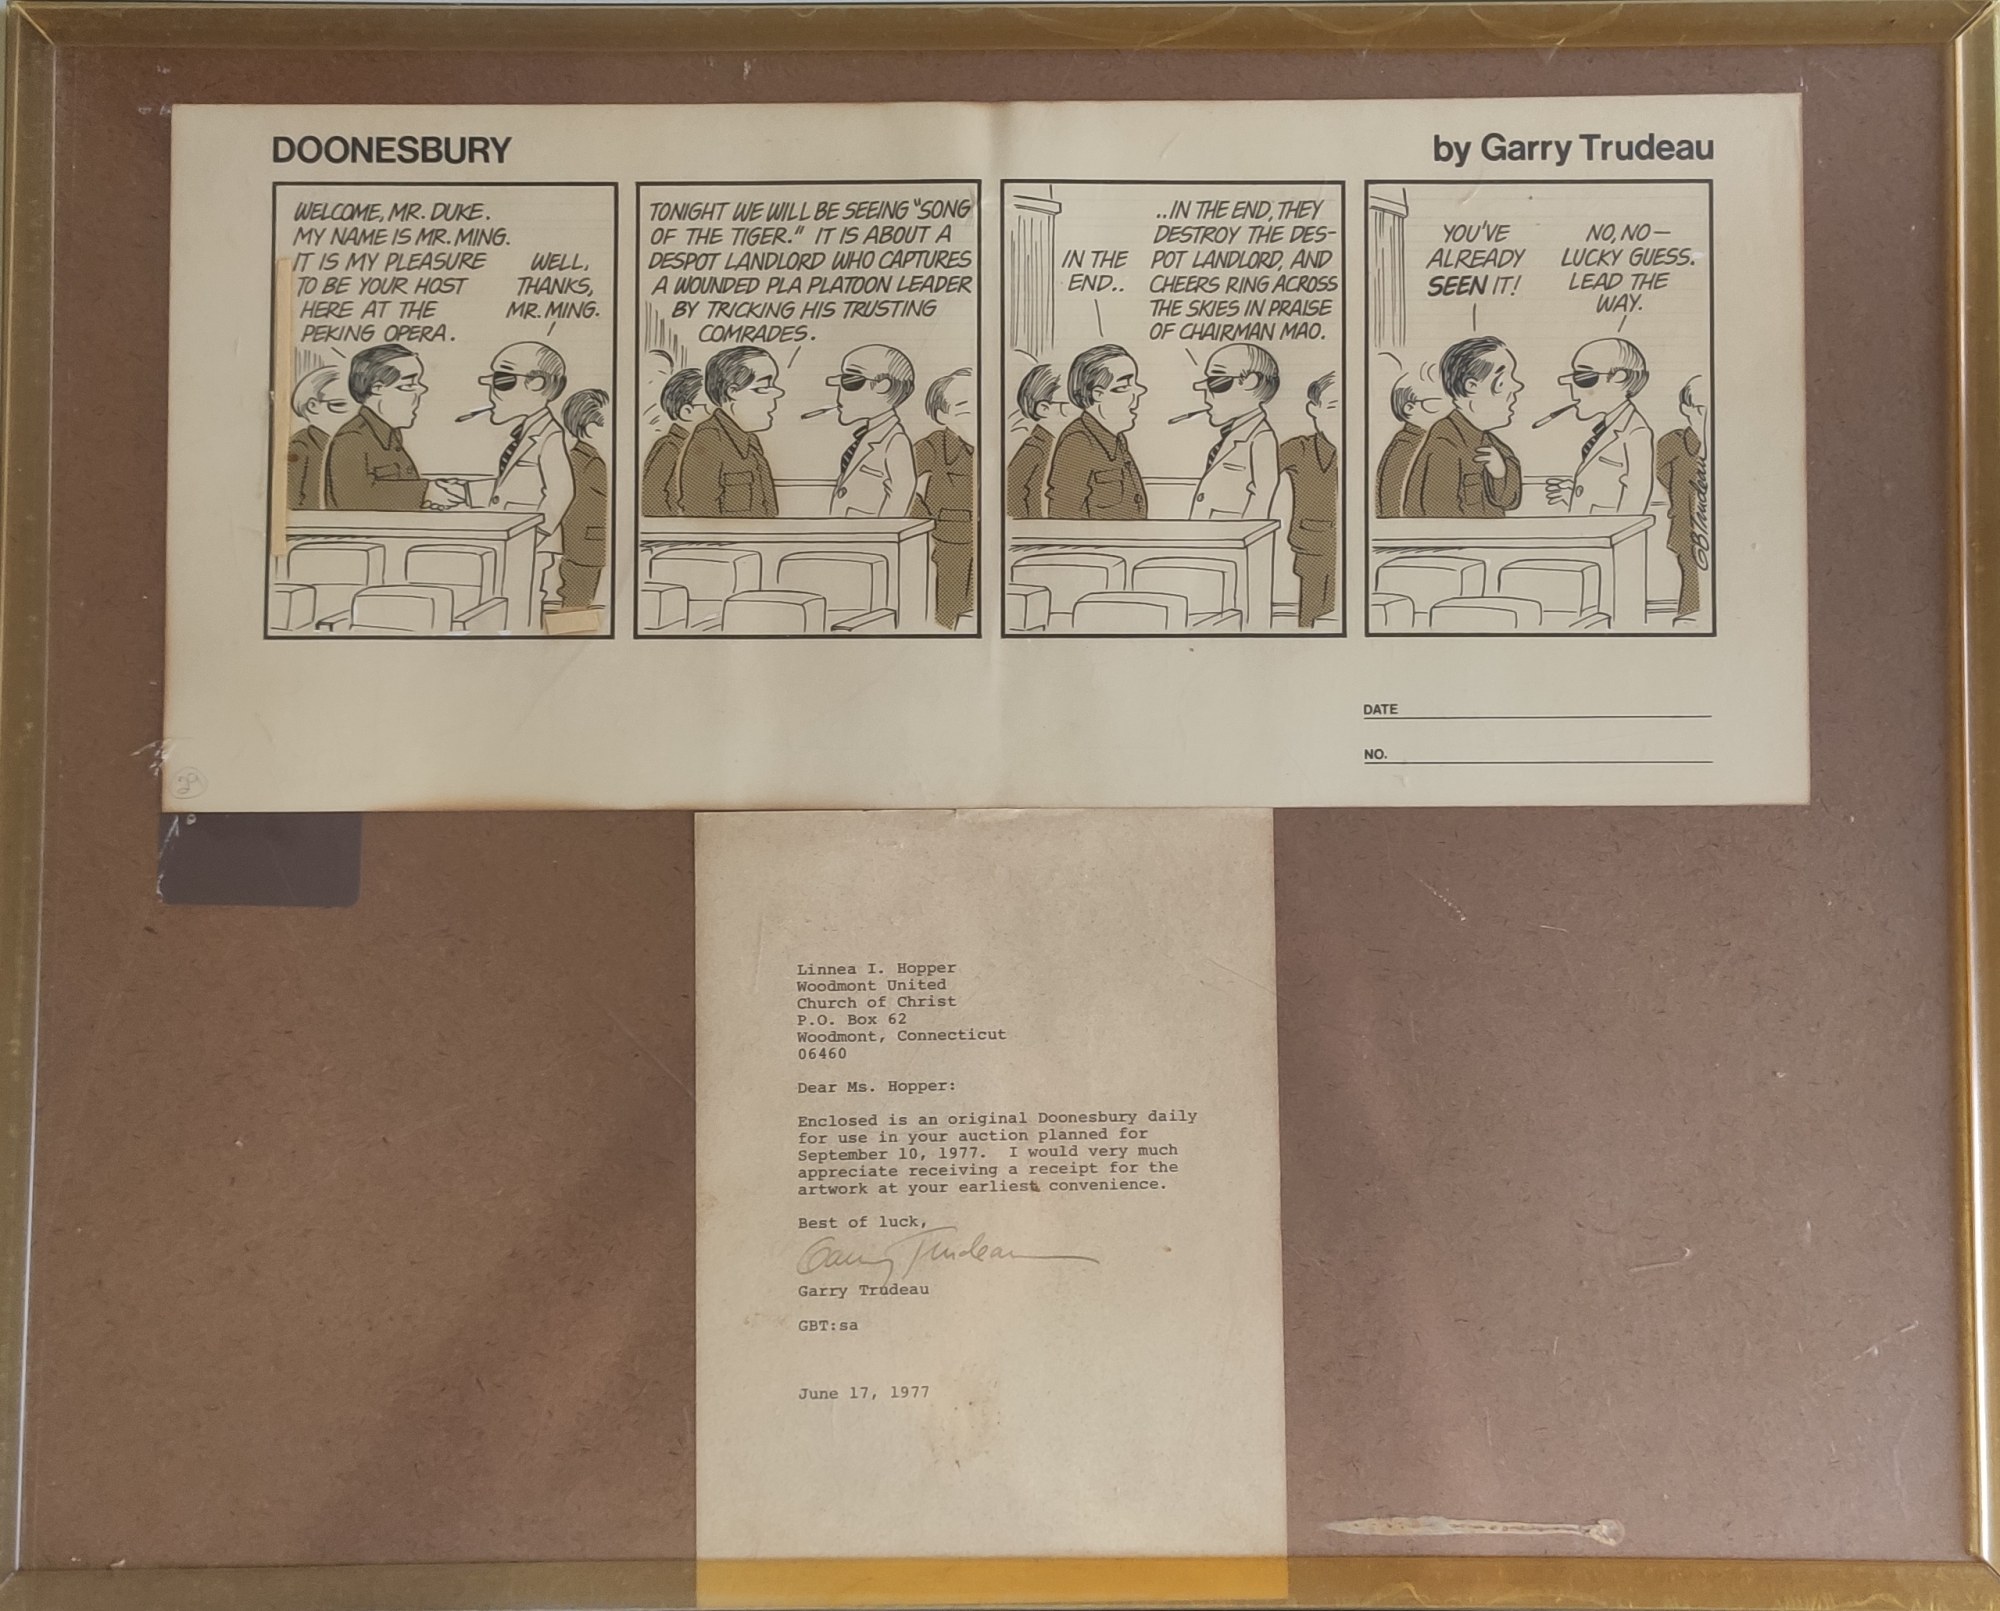 DOONESBURY
by Garry Trudeau
WELCOME, MR. DUKE.
MY NAME IS MR. MING.
IT IS MY PLEASURE
TO BE YOUR HOST
HERE AT THE
PEKING OPERA.
WELL,
THANKS,
MR. MING.
TONIGHT WE WILL BE SEEING "SONG
OF THE TIGER." IT IS ABOUT A
DESPOT LANDLORD WHO CAPTURES
A WOUNDED PLA PLATOON LEADER
BY TRICKING HIS TRUSTING
COMRADES.
IN THE
END..
..IN THE END, THEY
DESTROY THE DES-
POT LANDLORD, AND
CHEERS RING ACROSS
THE SKIES IN PRAISE
OF CHAIRMAN MAO.
YOU'VE
ALREADY
SEEN IT!
NO, NO—
LUCKY GUESS.
LEAD THE
WAY.
GBTrudeau
DATE
NO.
29
Linnea I. Hopper
Woodmont United
Church of Christ
P.O. Box 62
Woodmont, Connecticut
06460
Dear Ms. Hopper:
Enclosed is an original Doonesbury daily
for use in your auction planned for
September 10, 1977.  I would very much
appreciate receiving a receipt for the
artwork at your earliest convenience.
Best of luck,
Garry Trudeau
Garry Trudeau
GBT:sa
June 17, 1977